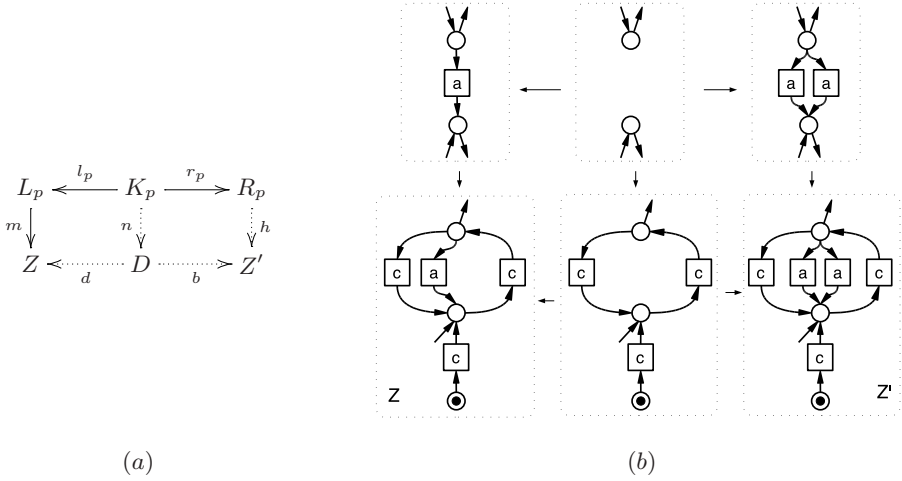 a
a a
l_p r_p
L_p K_p R_p
m n h
Z D Z'
d b
c a c
c c
c a a c
c
c
c
Z
Z'
(a)
(b)